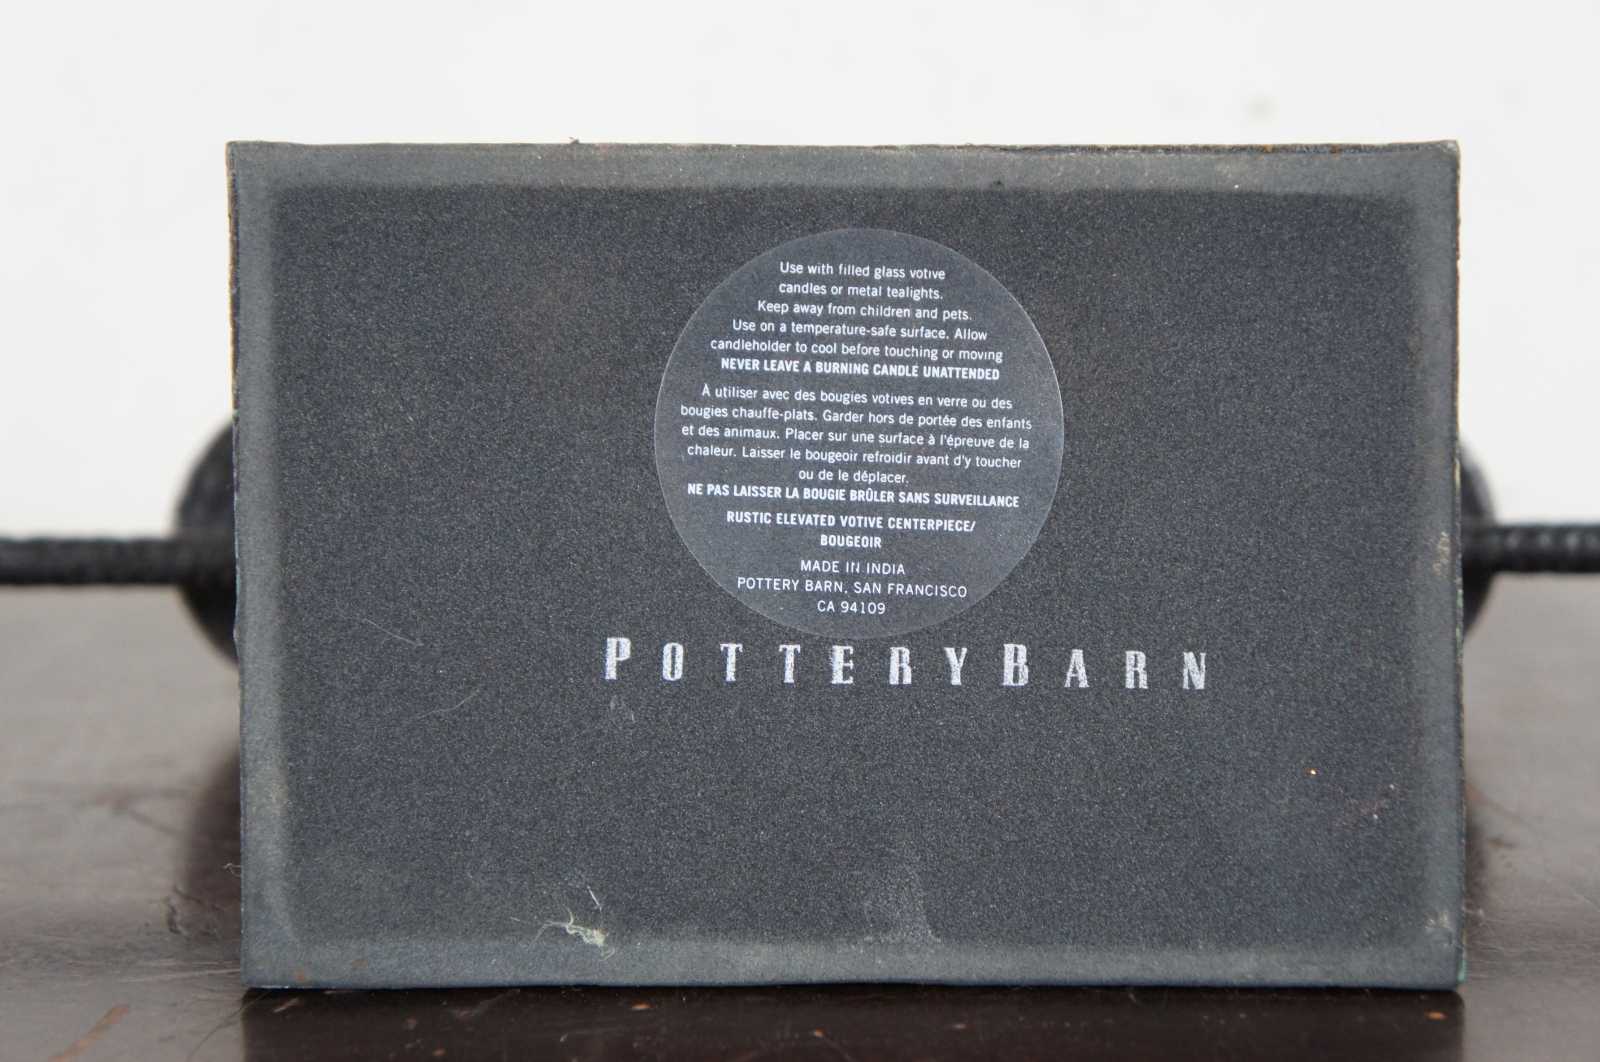 Use with filled glass votive
candles or metal tealights.
Keep away from children and pets.
Use on a temperature-safe surface. Allow
candleholder to cool before touching or moving
NEVER LEAVE A BURNING CANDLE UNATTENDED
À utiliser avec des bougies votives en verre ou des
bougies chauffe-plats. Garder hors de portée des enfants
et des animaux. Placer sur une surface à l'épreuve de la
chaleur. Laisser le bougeoir refroidir avant d'y toucher
ou de le déplacer.
NE PAS LAISSER LA BOUGIE BRÛLER SANS SURVEILLANCE
RUSTIC ELEVATED VOTIVE CENTERPIECE/
BOUGEOIR
MADE IN INDIA
POTTERY BARN, SAN FRANCISCO
CA 94109
POTTERY BARN